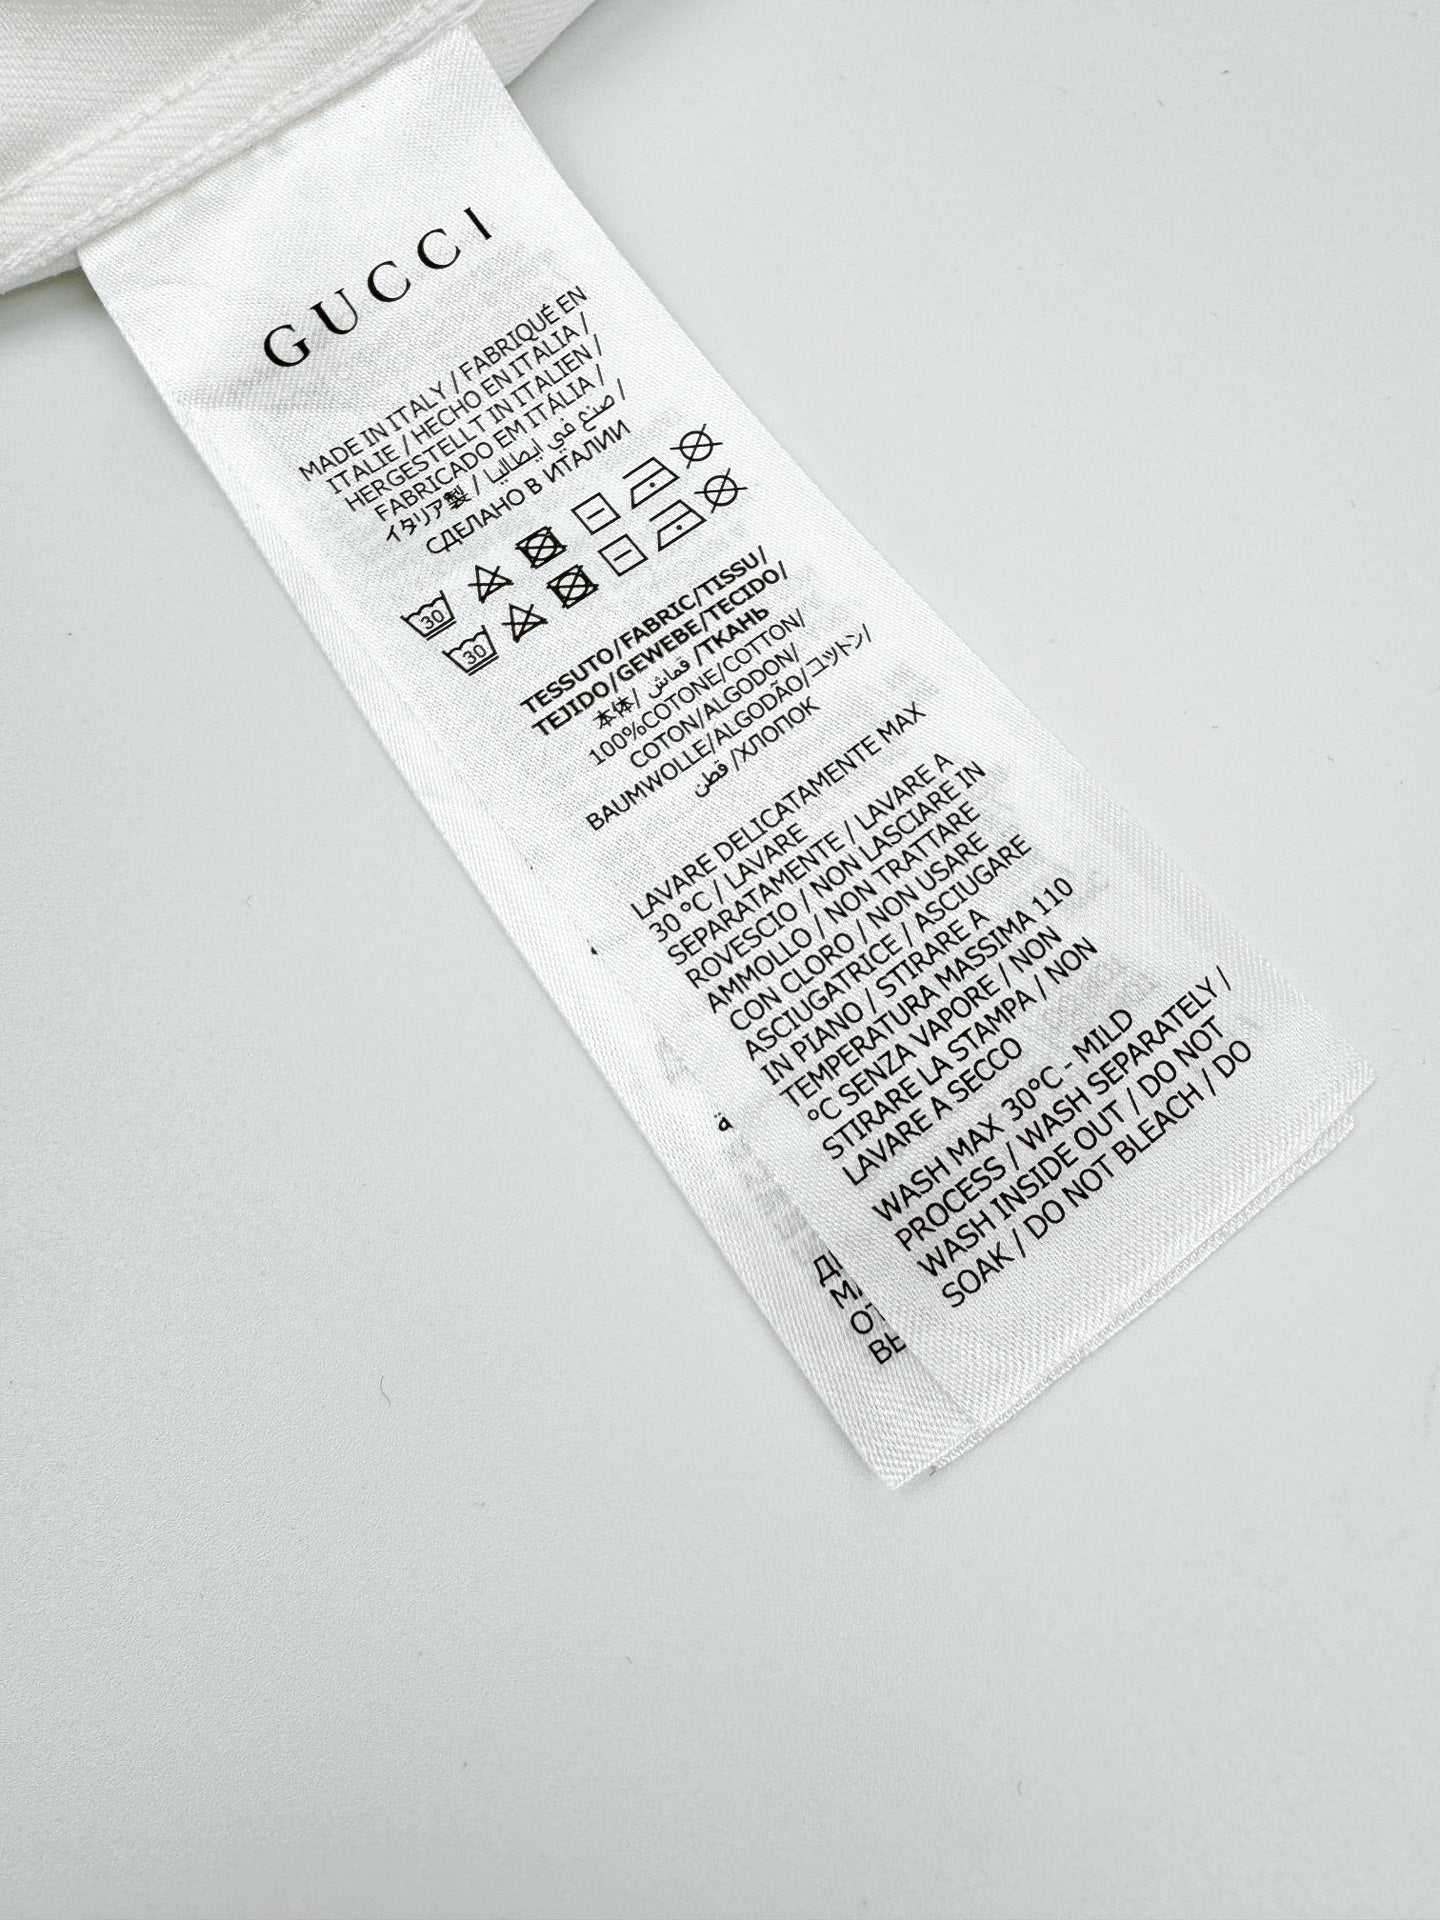 GUCCI
MADE IN ITALY / FABRIQUÉ EN
ITALIE / HECHO EN ITALIA /
HERGESTELLT IN ITALIEN /
FABRICADO EM ITÁLIA /
イタリア製 / صنع في ايطاليا /
СДЕЛАНО В ИТАЛИИ
30
30
TESSUTO/FABRIC/TISSU/
TEJIDO/GEWEBE/TECIDO/
本体/ قماش /ТКАНЬ
100%COTONE/COTTON/
COTON/ALGODON/
BAUMWOLLE/ALGODÃO/コットン/
قطن /ХЛОПОК
LAVARE DELICATAMENTE MAX
30 °C / LAVARE
SEPARATAMENTE / LAVARE A
ROVESCIO / NON LASCIARE IN
AMMOLLO / NON TRATTARE
CON CLORO / NON USARE
ASCIUGATRICE / ASCIUGARE
IN PIANO / STIRARE A
TEMPERATURA MASSIMA 110
°C SENZA VAPORE / NON
STIRARE LA STAMPA / NON
LAVARE A SECCO
WASH MAX 30°C - MILD
PROCESS / WASH SEPARATELY /
WASH INSIDE OUT / DO NOT
SOAK / DO NOT BLEACH / DO